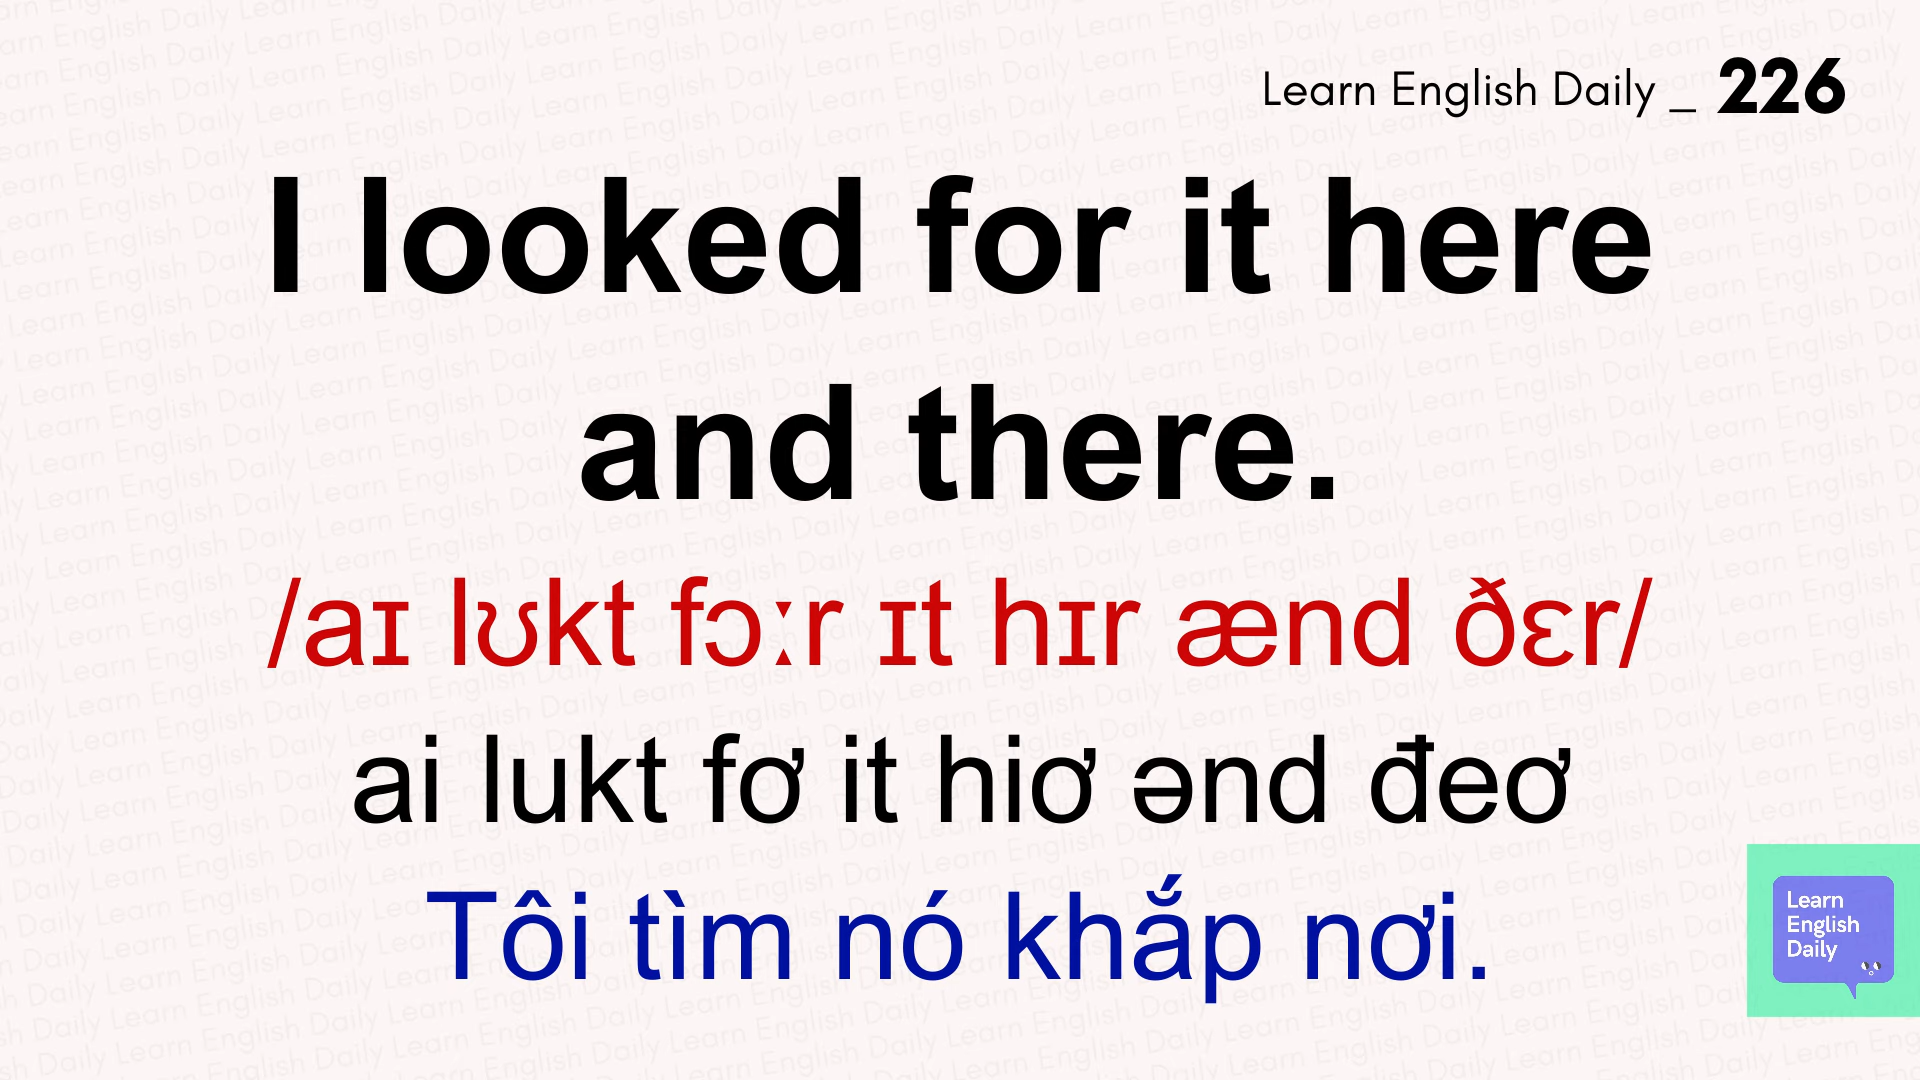 Learn English Daily _ 226
I looked for it here
and there.
/aɪ lʊkt fɔːr ɪt hɪr ænd ðɛr/
ai lukt fơ it hiơ ənd đeơ
Tôi tìm nó khắp nơi.
Learn
English
Daily